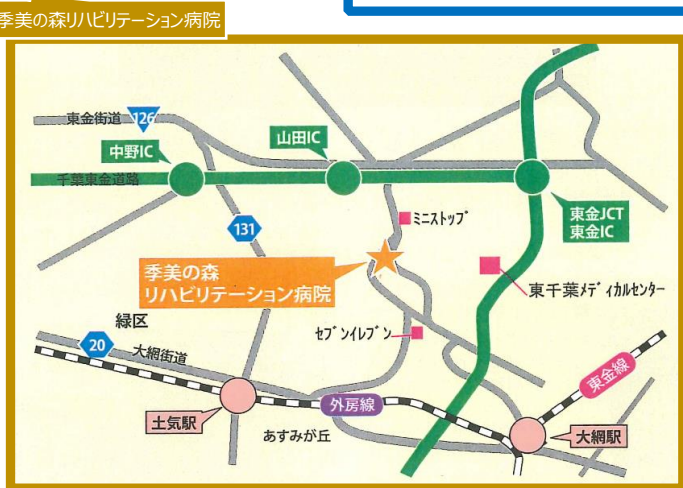 季美の森リハビリテーション病院
東金街道
126
中野IC
山田IC
千葉東金道路
東金JCT
東金IC
ミニストップ
131
季美の森
リハビリテーション病院
東千葉メディカルセンター
緑区
セブンイレブン
20
大網街道
東金線
土気駅
外房線
あすみが丘
大網駅